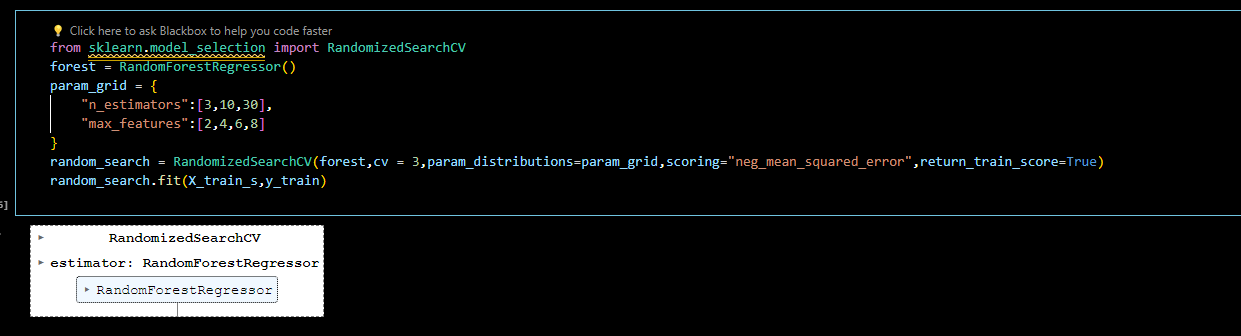 Click here to ask Blackbox to help you code faster
from sklearn.model_selection import RandomizedSearchCV
forest = RandomForestRegressor()
param_grid = {
    "n_estimators":[3,10,30],
    "max_features":[2,4,6,8]
}
random_search = RandomizedSearchCV(forest,cv = 3,param_distributions=param_grid,scoring="neg_mean_squared_error",return_train_score=True)
random_search.fit(X_train_s,y_train)
]
RandomizedSearchCV
estimator: RandomForestRegressor
RandomForestRegressor